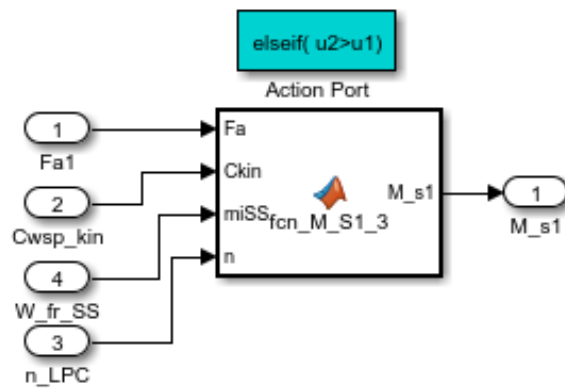 elseif( u2>u1)
Action Port
1
Fa1
2
Cwsp_kin
4
W_fr_SS
3
n_LPC
Fa
Ckin
miSS
n
fcn_M_S1_3
M_s1
1
M_s1